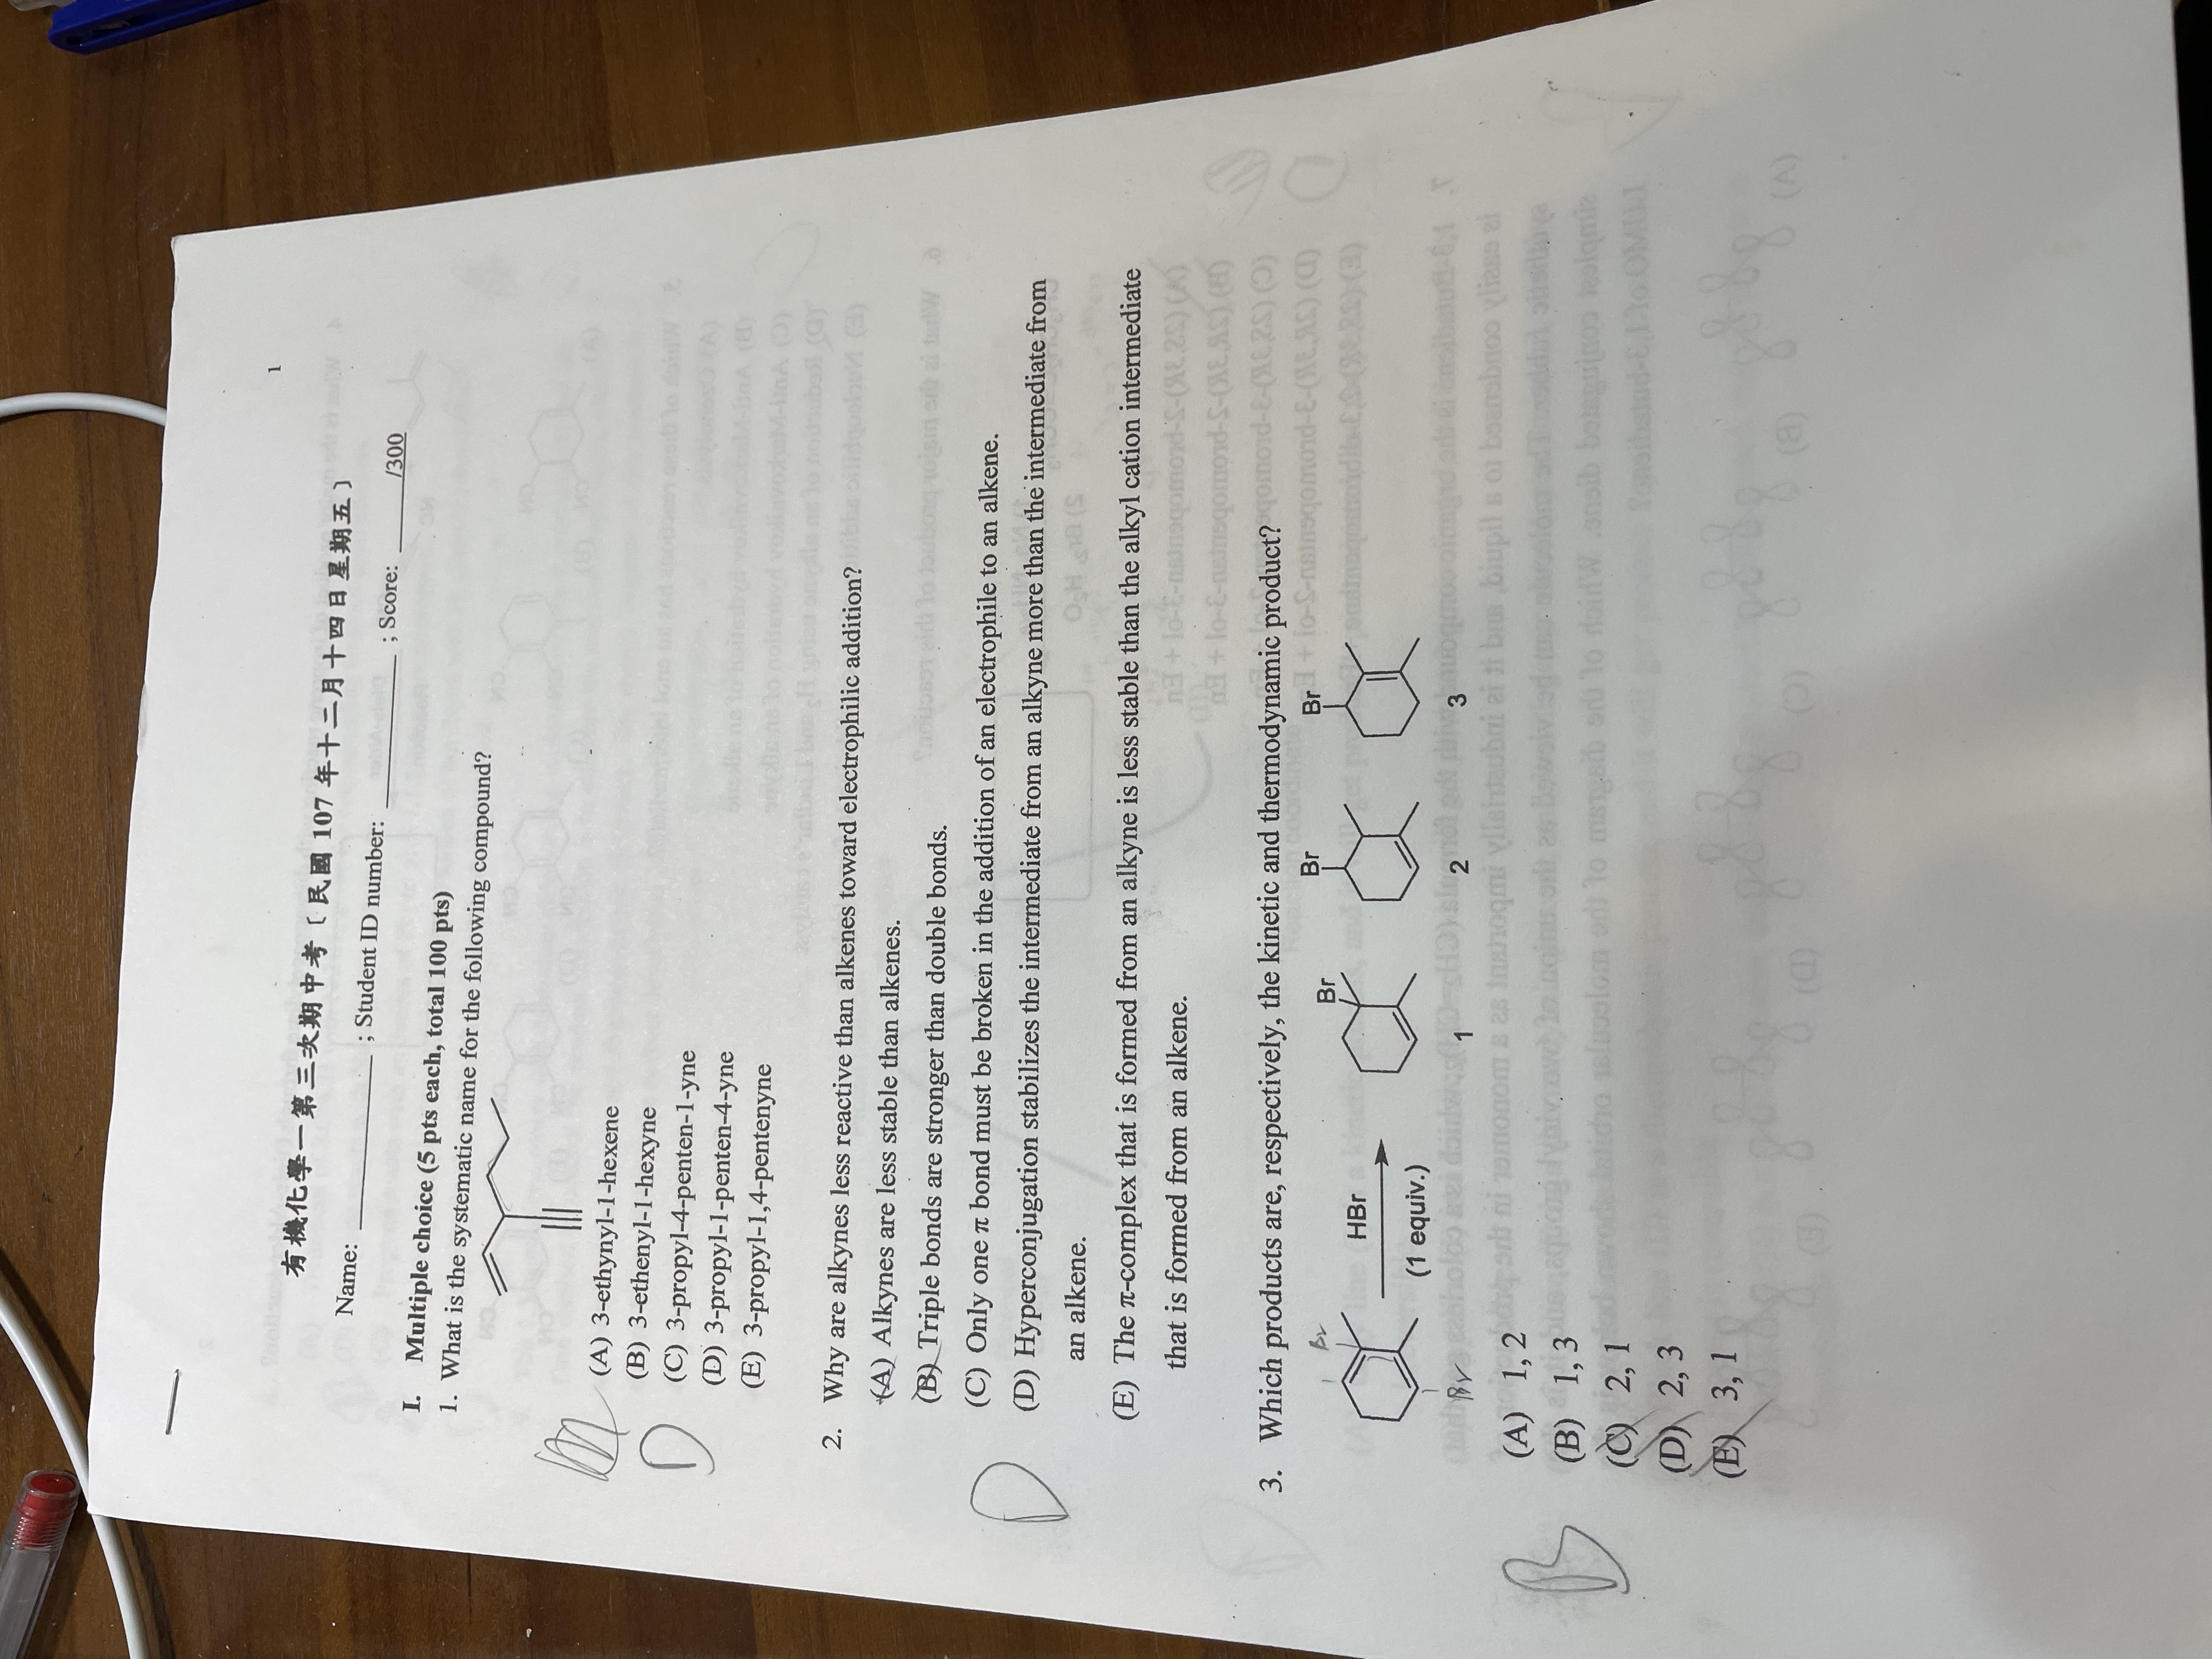 1
有機化學一第三次期中考〔民國 107 年十二月十四日星期五〕
Name: ; Student ID number: ; Score: /300
I. Multiple choice (5 pts each, total 100 pts)
1. What is the systematic name for the following compound?
(A) 3-ethynyl-1-hexene
(B) 3-ethenyl-1-hexyne
D
(C) 3-propyl-4-penten-1-yne
(D) 3-propyl-1-penten-4-yne
(E) 3-propyl-1,4-pentenyne
2. Why are alkynes less reactive than alkenes toward electrophilic addition?
(A) Alkynes are less stable than alkenes.
(B) Triple bonds are stronger than double bonds.
(C) Only one π bond must be broken in the addition of an electrophile to an alkene.
D
(D) Hyperconjugation stabilizes the intermediate from an alkyne more than the intermediate from
an alkene.
(E) The π-complex that is formed from an alkyne is less stable than the alkyl cation intermediate
that is formed from an alkene.
3. Which products are, respectively, the kinetic and thermodynamic product?
Br Br Br Br
HBr
(1 equiv.)
Br 1 2 3
(A) 1, 2
B
(B) 1, 3
(C) 2, 1
(D) 2, 3
(E) 3, 1